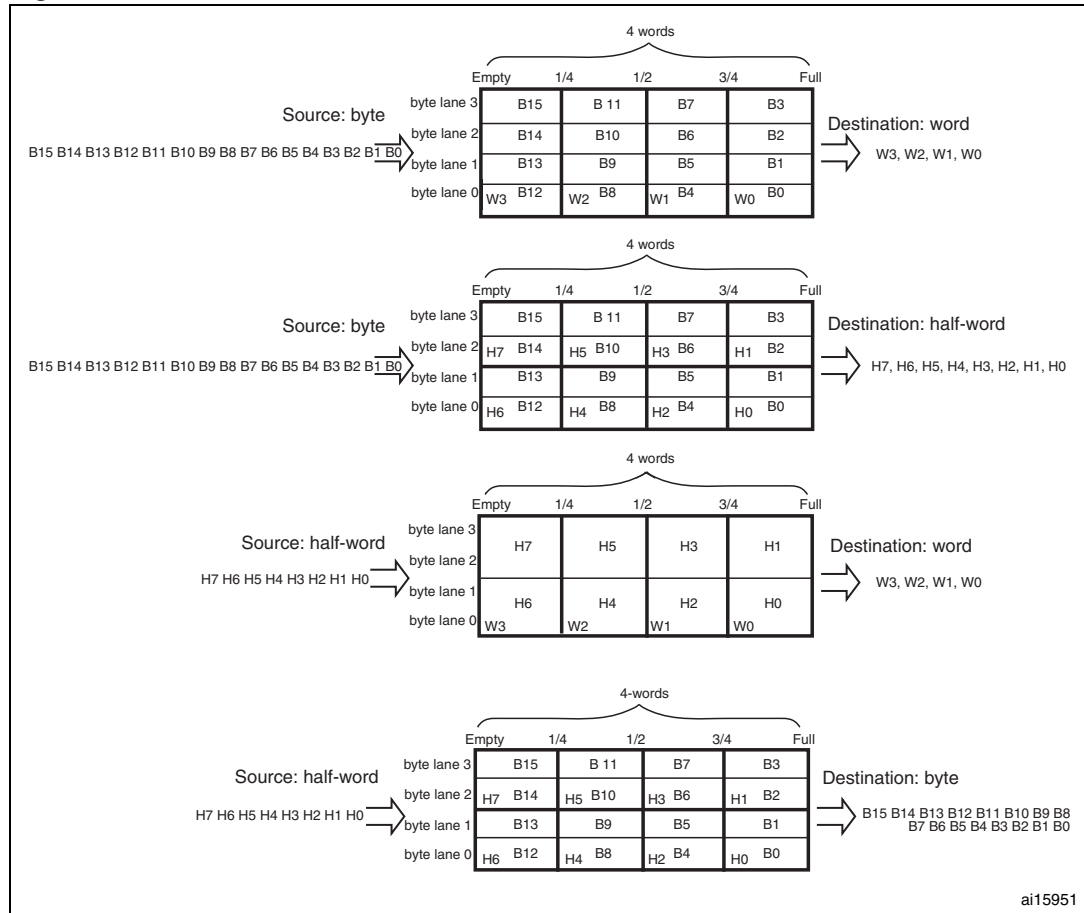 4 words
Empty 1/4 1/2 3/4 Full
Source: byte
B15 B14 B13 B12 B11 B10 B9 B8 B7 B6 B5 B4 B3 B2 B1 B0
byte lane 3 B15 B 11 B7 B3
byte lane 2 B14 B10 B6 B2
byte lane 1 B13 B9 B5 B1
byte lane 0 W3 B12 W2 B8 W1 B4 W0 B0
Destination: word
W3, W2, W1, W0
4 words
Empty 1/4 1/2 3/4 Full
Source: byte
B15 B14 B13 B12 B11 B10 B9 B8 B7 B6 B5 B4 B3 B2 B1 B0
byte lane 3 B15 B 11 B7 B3
byte lane 2 H7 B14 H5 B10 H3 B6 H1 B2
byte lane 1 B13 B9 B5 B1
byte lane 0 H6 B12 H4 B8 H2 B4 H0 B0
Destination: half-word
H7, H6, H5, H4, H3, H2, H1, H0
4 words
Empty 1/4 1/2 3/4 Full
Source: half-word
H7 H6 H5 H4 H3 H2 H1 H0
byte lane 3
H7 H5 H3 H1
byte lane 2
byte lane 1
H6 H4 H2 H0
byte lane 0 W3 W2 W1 W0
Destination: word
W3, W2, W1, W0
4-words
Empty 1/4 1/2 3/4 Full
Source: half-word
H7 H6 H5 H4 H3 H2 H1 H0
byte lane 3 B15 B 11 B7 B3
byte lane 2 H7 B14 H5 B10 H3 B6 H1 B2
byte lane 1 B13 B9 B5 B1
byte lane 0 H6 B12 H4 B8 H2 B4 H0 B0
Destination: byte
B15 B14 B13 B12 B11 B10 B9 B8
B7 B6 B5 B4 B3 B2 B1 B0
ai15951